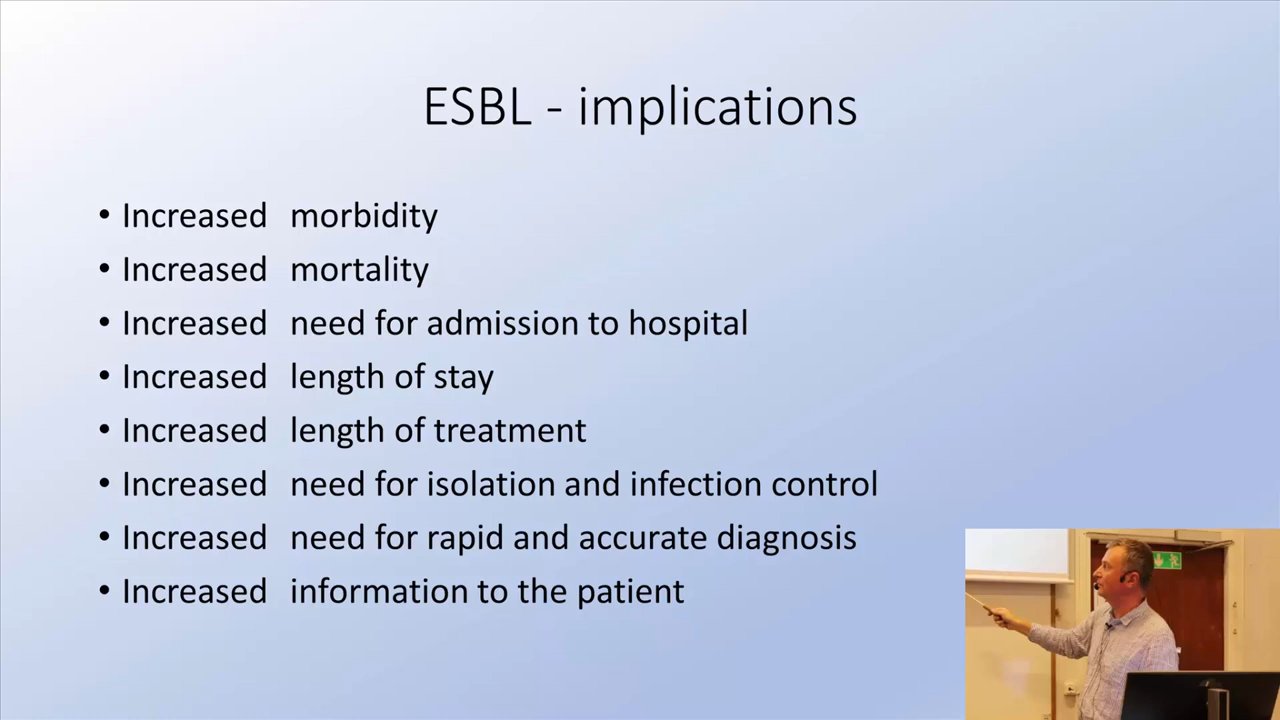 ESBL - implications
• Increased morbidity
• Increased mortality
• Increased need for admission to hospital
• Increased length of stay
• Increased length of treatment
• Increased need for isolation and infection control
• Increased need for rapid and accurate diagnosis
• Increased information to the patient